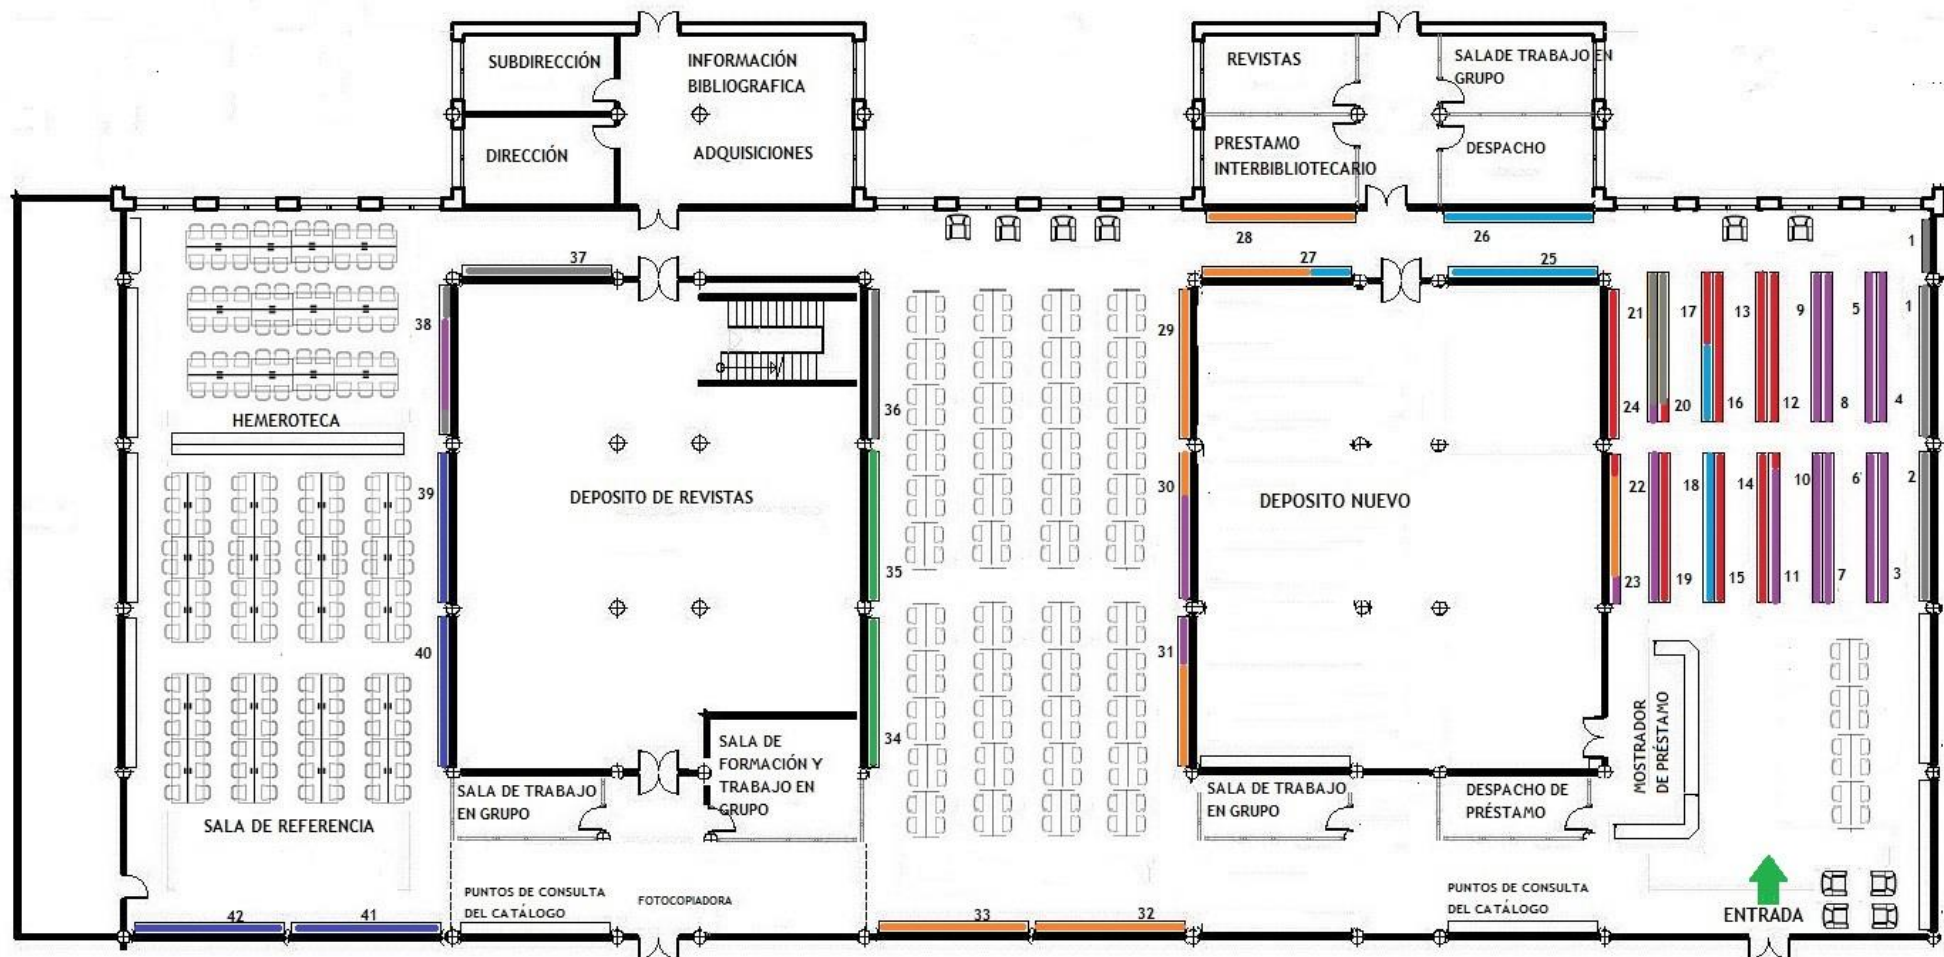 SUBDIRECCIÓN
INFORMACIÓN
BIBLIOGRAFICA
REVISTAS
SALADE TRABAJO EN
GRUPO
DIRECCIÓN
ADQUISICIONES
PRESTAMO
INTERBIBLIOTECARIO
DESPACHO
28
26
1
37
27
25
38
29
21
17
13
9
5
1
36
24
20
16
12
8
4
HEMEROTECA
39
DEPOSITO DE REVISTAS
30
DEPOSITO NUEVO
22
18
14
10
6
2
35
23
19
15
11
7
3
40
31
34
SALA DE
FORMACIÓN Y
TRABAJO EN
GRUPO
MOSTRADOR
DE PRÉSTAMO
SALA DE TRABAJO
EN GRUPO
SALA DE TRABAJO
EN GRUPO
DESPACHO DE
PRÉSTAMO
SALA DE REFERENCIA
PUNTOS DE CONSULTA
DEL CATÁLOGO
FOTOCOPIADORA
PUNTOS DE CONSULTA
DEL CATÁLOGO
42
41
33
32
ENTRADA